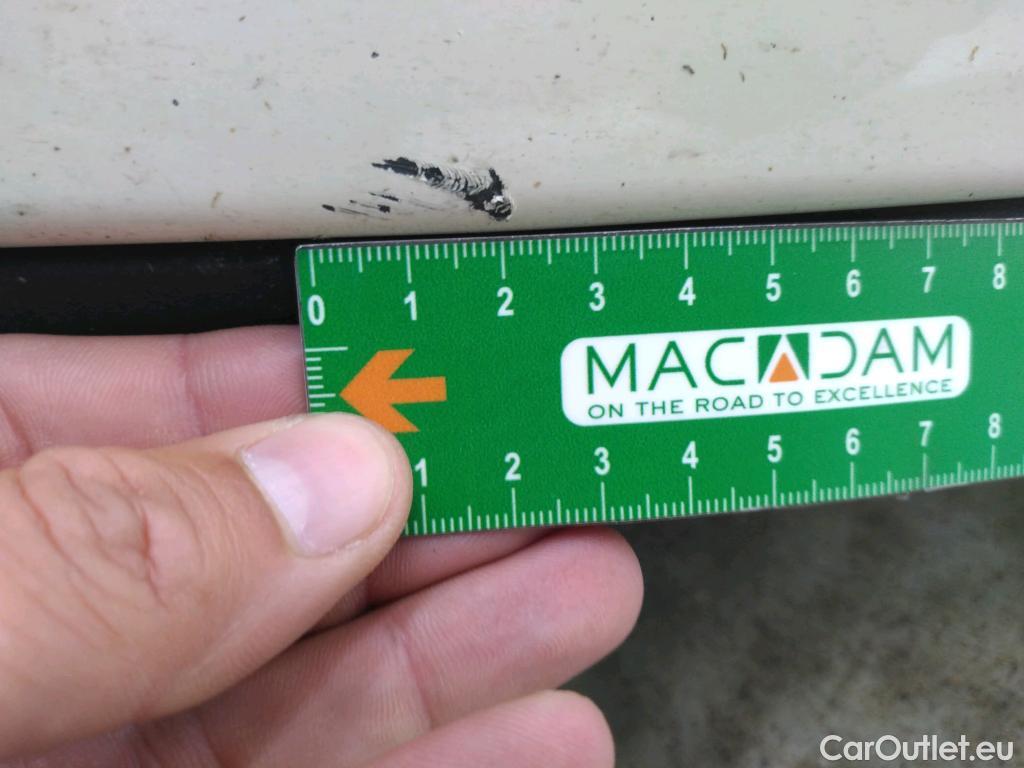 0 1 2 3 4 5 6 7 8
MACADAM
ON THE ROAD TO EXCELLENCE
1 2 3 4 5 6 7 8
CarOutlet.eu